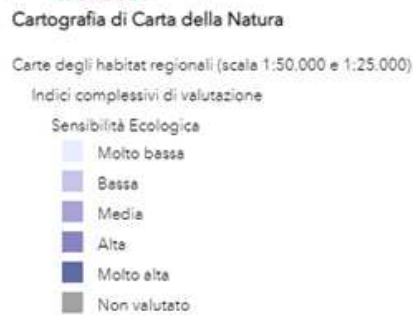 Cartografia di Carta della Natura
Carte degli habitat regionali (scala 1:50.000 e 1:25.000)
Indici complessivi di valutazione
Sensibilità Ecologica
Molto bassa
Bassa
Media
Alta
Molto alta
Non valutato